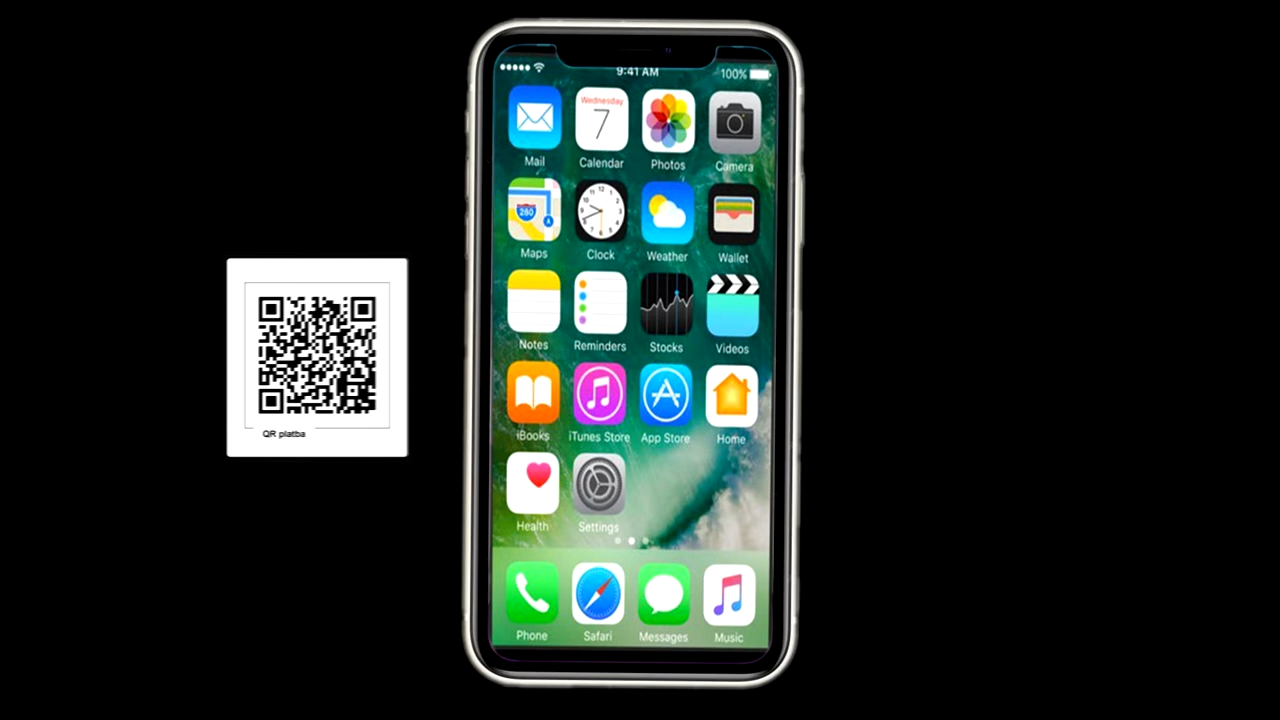 9:41 AM
100%
Wednesday
7
Mail
Calendar
Photos
Camera
280
12
Maps
Clock
Weather
Wallet
Notes
Reminders
Stocks
Videos
iBooks
iTunes Store
App Store
Home
Health
Settings
Phone
Safari
Messages
Music
QR platba